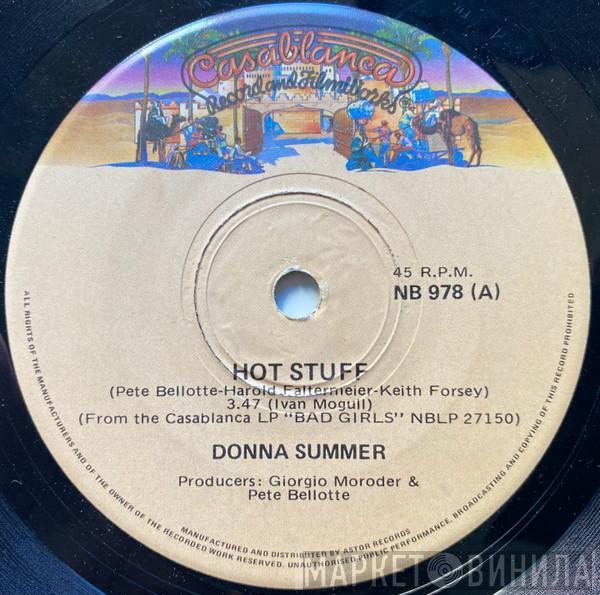 Casablanca
Record and FilmWorks
®
45 R.P.M.
NB 978 (A)
HOT STUFF
(Pete Bellotte-Harold Faltermeier-Keith Forsey)
3.47 (Ivan Mogull)
(From the Casablanca LP "BAD GIRLS" NBLP 27150)
DONNA SUMMER
Producers: Giorgio Moroder &
Pete Bellotte
ALL RIGHTS OF THE MANUFACTURERS AND OF THE OWNER OF THE RECORDED WORK RESERVED. UNAUTHORISED PUBLIC PERFORMANCE, BROADCASTING AND COPYING OF THIS RECORD PROHIBITED
MANUFACTURED AND DISTRIBUTED BY ASTOR RECORDS
МАРКЕТ ВИНИЛА